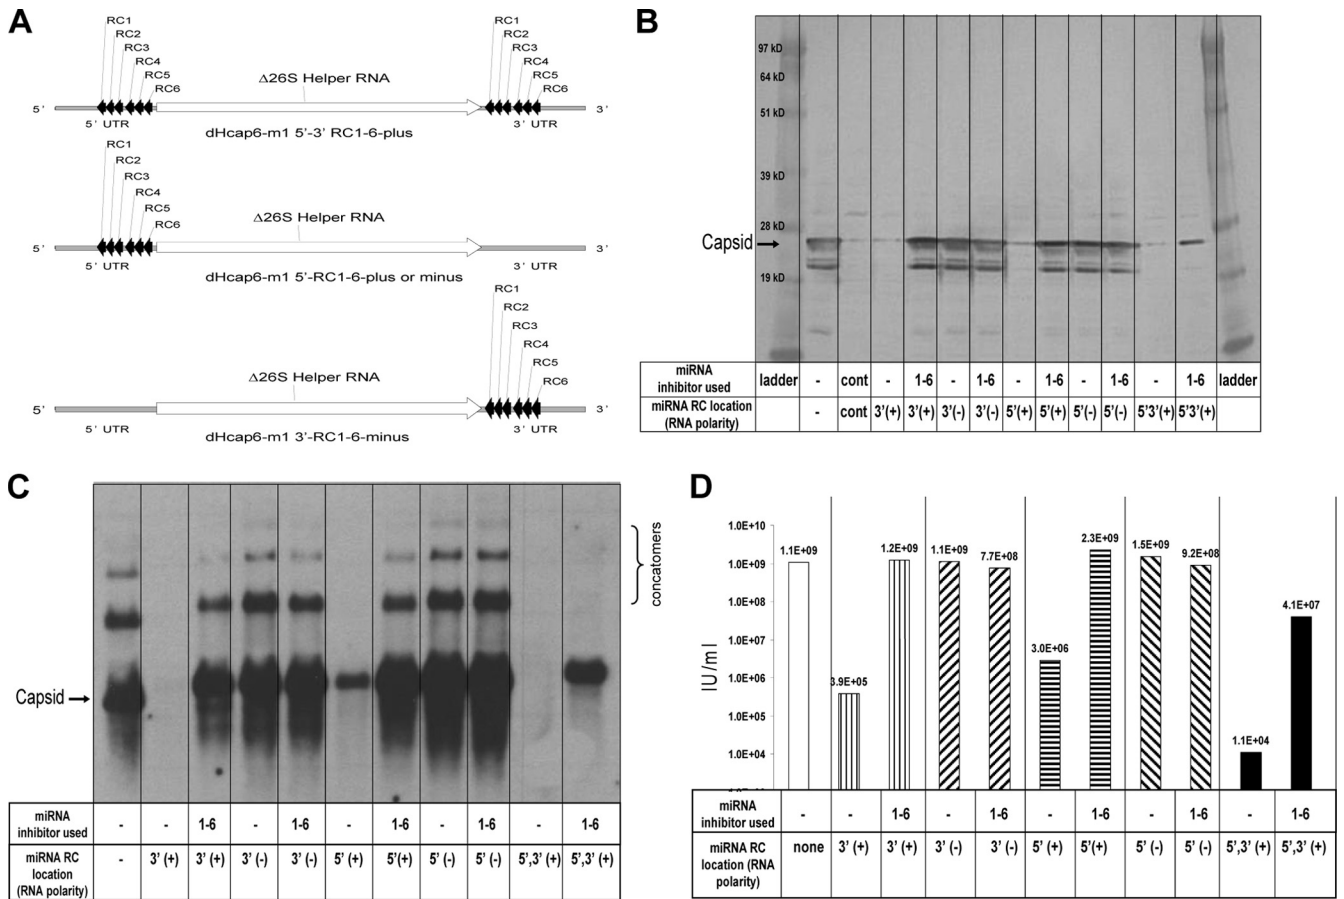 A
RC1
RC2
RC3
RC4
RC5
RC6
Δ26S Helper RNA
RC1
RC2
RC3
RC4
RC5
RC6
5'
3'
5' UTR
3' UTR
dHcap6-m1 5'-3' RC1-6-plus
RC1
RC2
RC3
RC4
RC5
RC6
Δ26S Helper RNA
5'
3'
5' UTR
3' UTR
dHcap6-m1 5'-RC1-6-plus or minus
RC1
RC2
RC3
RC4
RC5
RC6
Δ26S Helper RNA
5'
3'
5' UTR
3' UTR
dHcap6-m1 3'-RC1-6-minus
B
97 kD
64 kD
51 kD
39 kD
28 kD
19 kD
Capsid
miRNA inhibitor used ladder - cont - 1-6 - 1-6 - 1-6 - 1-6 - 1-6 ladder
miRNA RC location (RNA polarity) - cont 3'(+) 3'(+) 3'(-) 3'(-) 5'(+) 5'(+) 5'(-) 5'(-) 5'3'(+) 5'3'(+)
C
concatomers
Capsid
miRNA inhibitor used - - 1-6 - 1-6 - 1-6 - 1-6 - 1-6
miRNA RC location (RNA polarity) - 3' (+) 3' (+) 3' (-) 3' (-) 5' (+) 5' (+) 5' (-) 5' (-) 5',3' (+) 5',3' (+)
D
IU/ml
1.0E+10
1.0E+09
1.0E+08
1.0E+07
1.0E+06
1.0E+05
1.0E+04
1.1E+09
3.9E+05
1.2E+09
1.1E+09
7.7E+08
3.0E+06
2.3E+09
1.5E+09
9.2E+08
1.1E+04
4.1E+07
miRNA inhibitor used - - 1-6 - 1-6 - 1-6 - 1-6 - 1-6
miRNA RC location (RNA polarity) none 3' (+) 3' (+) 3' (-) 3' (-) 5' (+) 5'(+) 5' (-) 5' (-) 5',3' (+) 5',3' (+)